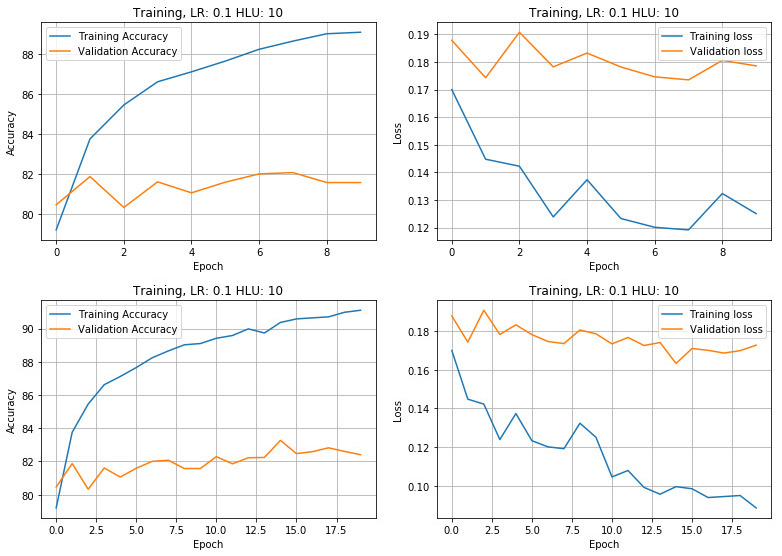 Training, LR: 0.1 HLU: 10
Training Accuracy
Validation Accuracy
88
86
84
82
80
Accuracy
0
2
4
6
8
Epoch
Training, LR: 0.1 HLU: 10
Training loss
Validation loss
0.19
0.18
0.17
0.16
0.15
0.14
0.13
0.12
Loss
0
2
4
6
8
Epoch
Training, LR: 0.1 HLU: 10
Training Accuracy
Validation Accuracy
90
88
86
84
82
80
Accuracy
0.0
2.5
5.0
7.5
10.0
12.5
15.0
17.5
Epoch
Training, LR: 0.1 HLU: 10
Training loss
Validation loss
0.18
0.16
0.14
0.12
0.10
Loss
0.0
2.5
5.0
7.5
10.0
12.5
15.0
17.5
Epoch